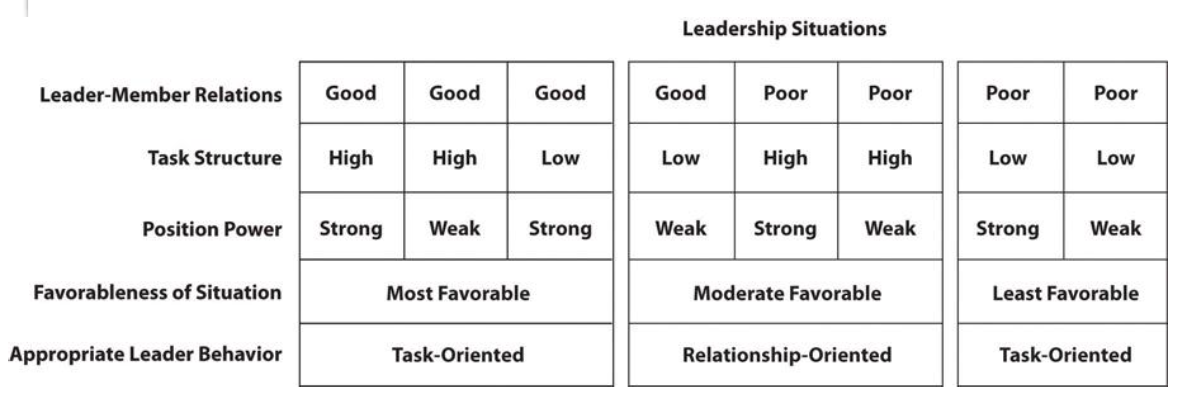 Leadership Situations
Leader-Member Relations Good Good Good Good Poor Poor Poor Poor
Task Structure High High Low Low High High Low Low
Position Power Strong Weak Strong Weak Strong Weak Strong Weak
Favorableness of Situation Most Favorable Moderate Favorable Least Favorable
Appropriate Leader Behavior Task-Oriented Relationship-Oriented Task-Oriented